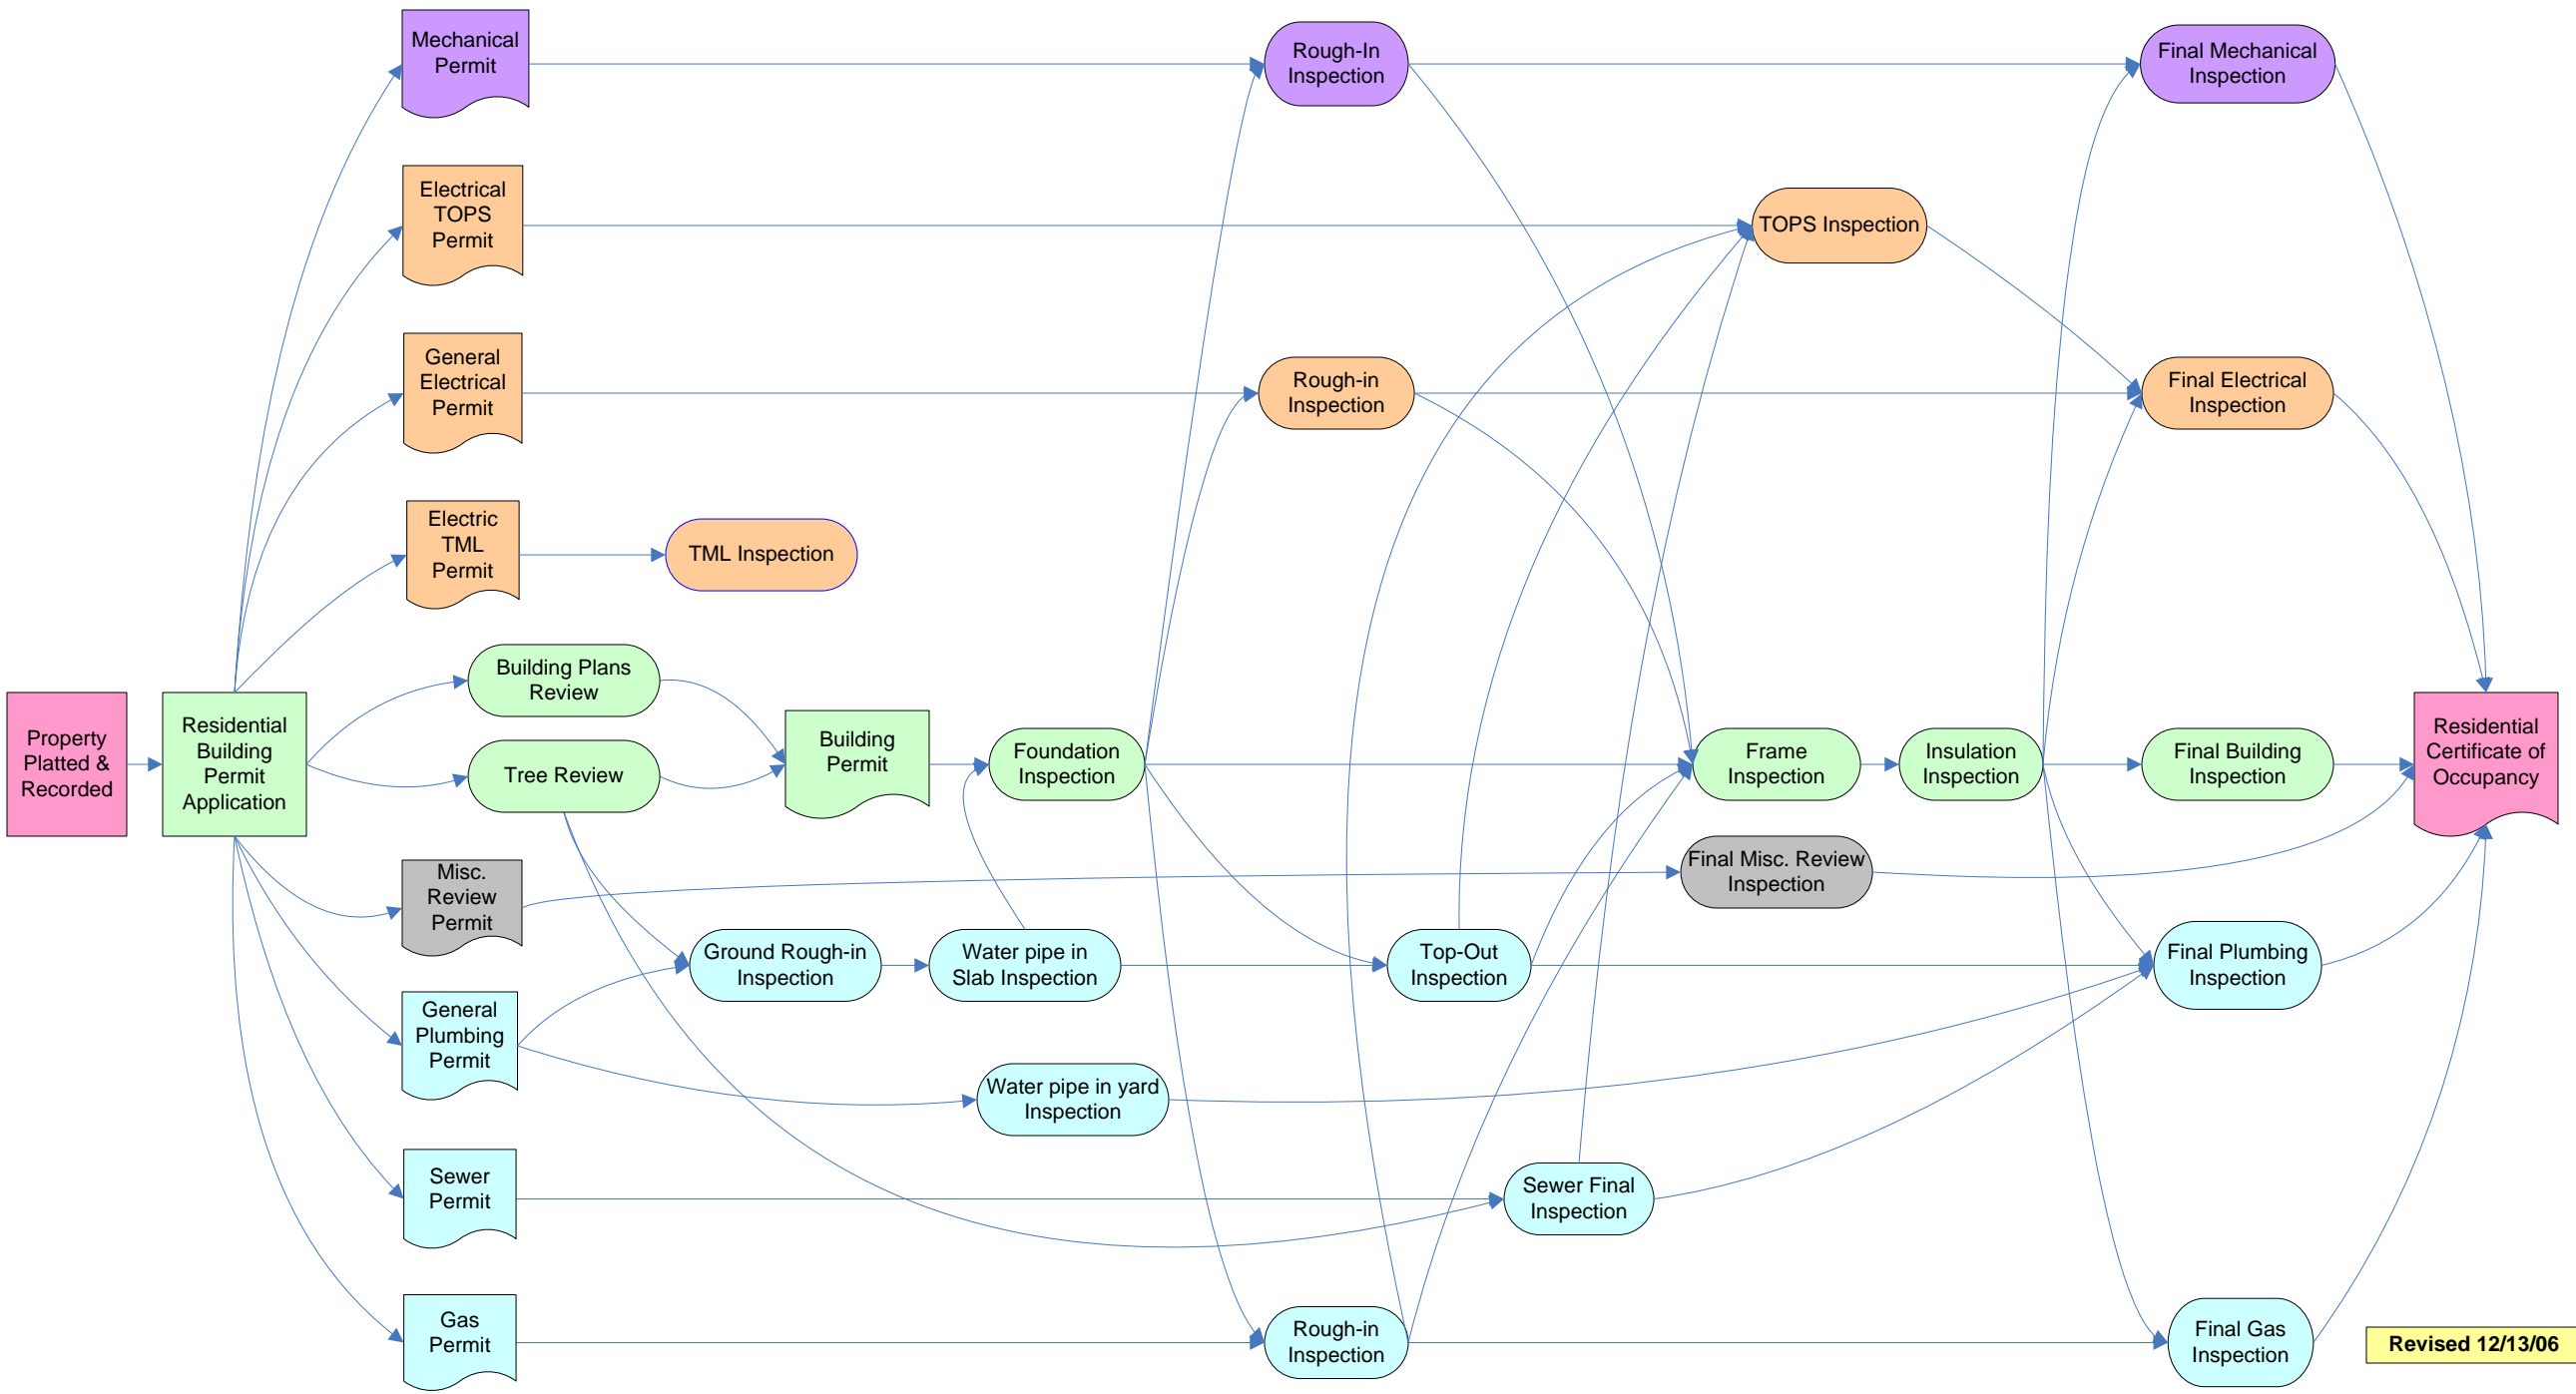 Mechanical
Permit
Rough-In
Inspection
Final Mechanical
Inspection
Electrical
TOPS
Permit
TOPS Inspection
General
Electrical
Permit
Rough-in
Inspection
Final Electrical
Inspection
Electric
TML
Permit
TML Inspection
Building Plans
Review
Property
Platted &
Recorded
Residential
Building
Permit
Application
Tree Review
Building
Permit
Foundation
Inspection
Frame
Inspection
Insulation
Inspection
Final Building
Inspection
Residential
Certificate of
Occupancy
Misc.
Review
Permit
Final Misc. Review
Inspection
Ground Rough-in
Inspection
Water pipe in
Slab Inspection
Top-Out
Inspection
Final Plumbing
Inspection
General
Plumbing
Permit
Water pipe in yard
Inspection
Sewer
Permit
Sewer Final
Inspection
Gas
Permit
Rough-in
Inspection
Final Gas
Inspection
Revised 12/13/06